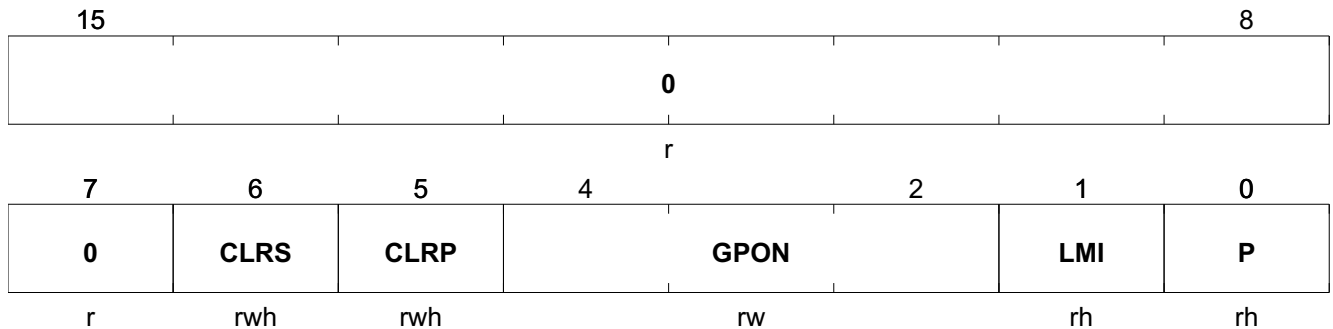 15 8
0
r
7 6 5 4 2 1 0
0 CLRS CLRP GPON LMI P
r rwh rwh rw rh rh